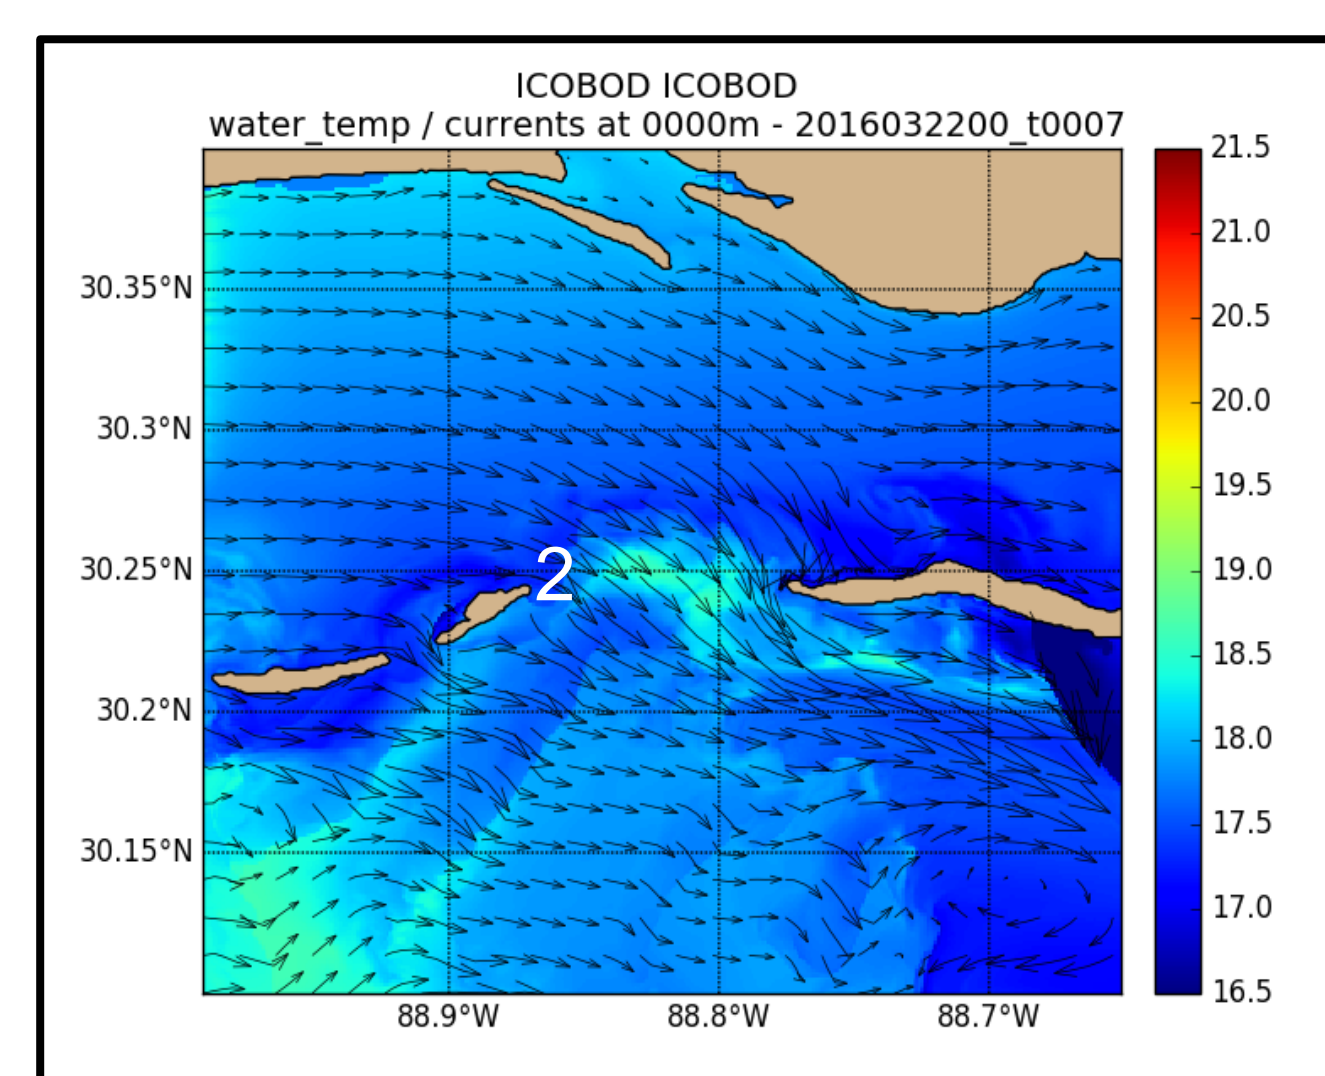 ICOBOD ICOBOD
water_temp / currents at 0000m - 2016032200_t0007
21.5
21.0
20.5
20.0
19.5
19.0
18.5
18.0
17.5
17.0
16.5
30.35°N
30.3°N
30.25°N
2
30.2°N
30.15°N
88.9°W
88.8°W
88.7°W